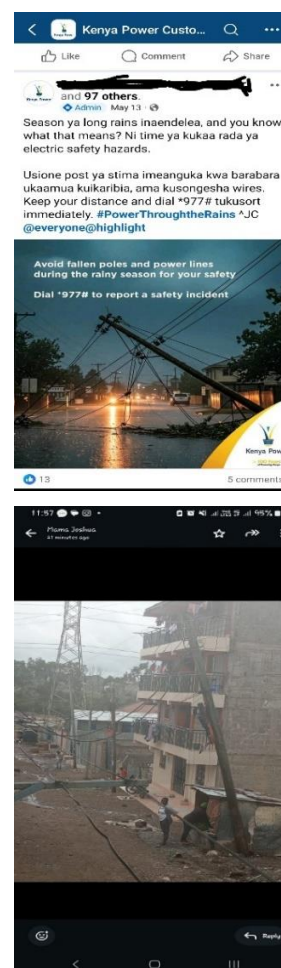 Kenya Power Custo...
Like
Comment
Share
and 97 others.
Admin May 13
Season ya long rains inaendelea, and you know
what that means? Ni time ya kukaa rada ya
electric safety hazards.
Usione post ya stima imeanguka kwa barabara
ukaamua kuikaribia, ama kusongesha wires.
Keep your distance and dial *977# tukusort
immediately. #PowerThroughtheRains ^JC
@everyone@highlight
Avoid fallen poles and power lines
during the rainy season for your safety
Dial *977# to report a safety incident
Kenya Pow
13
5 comments
11:57
95%
Mama Joshua
minutes ago
Reply